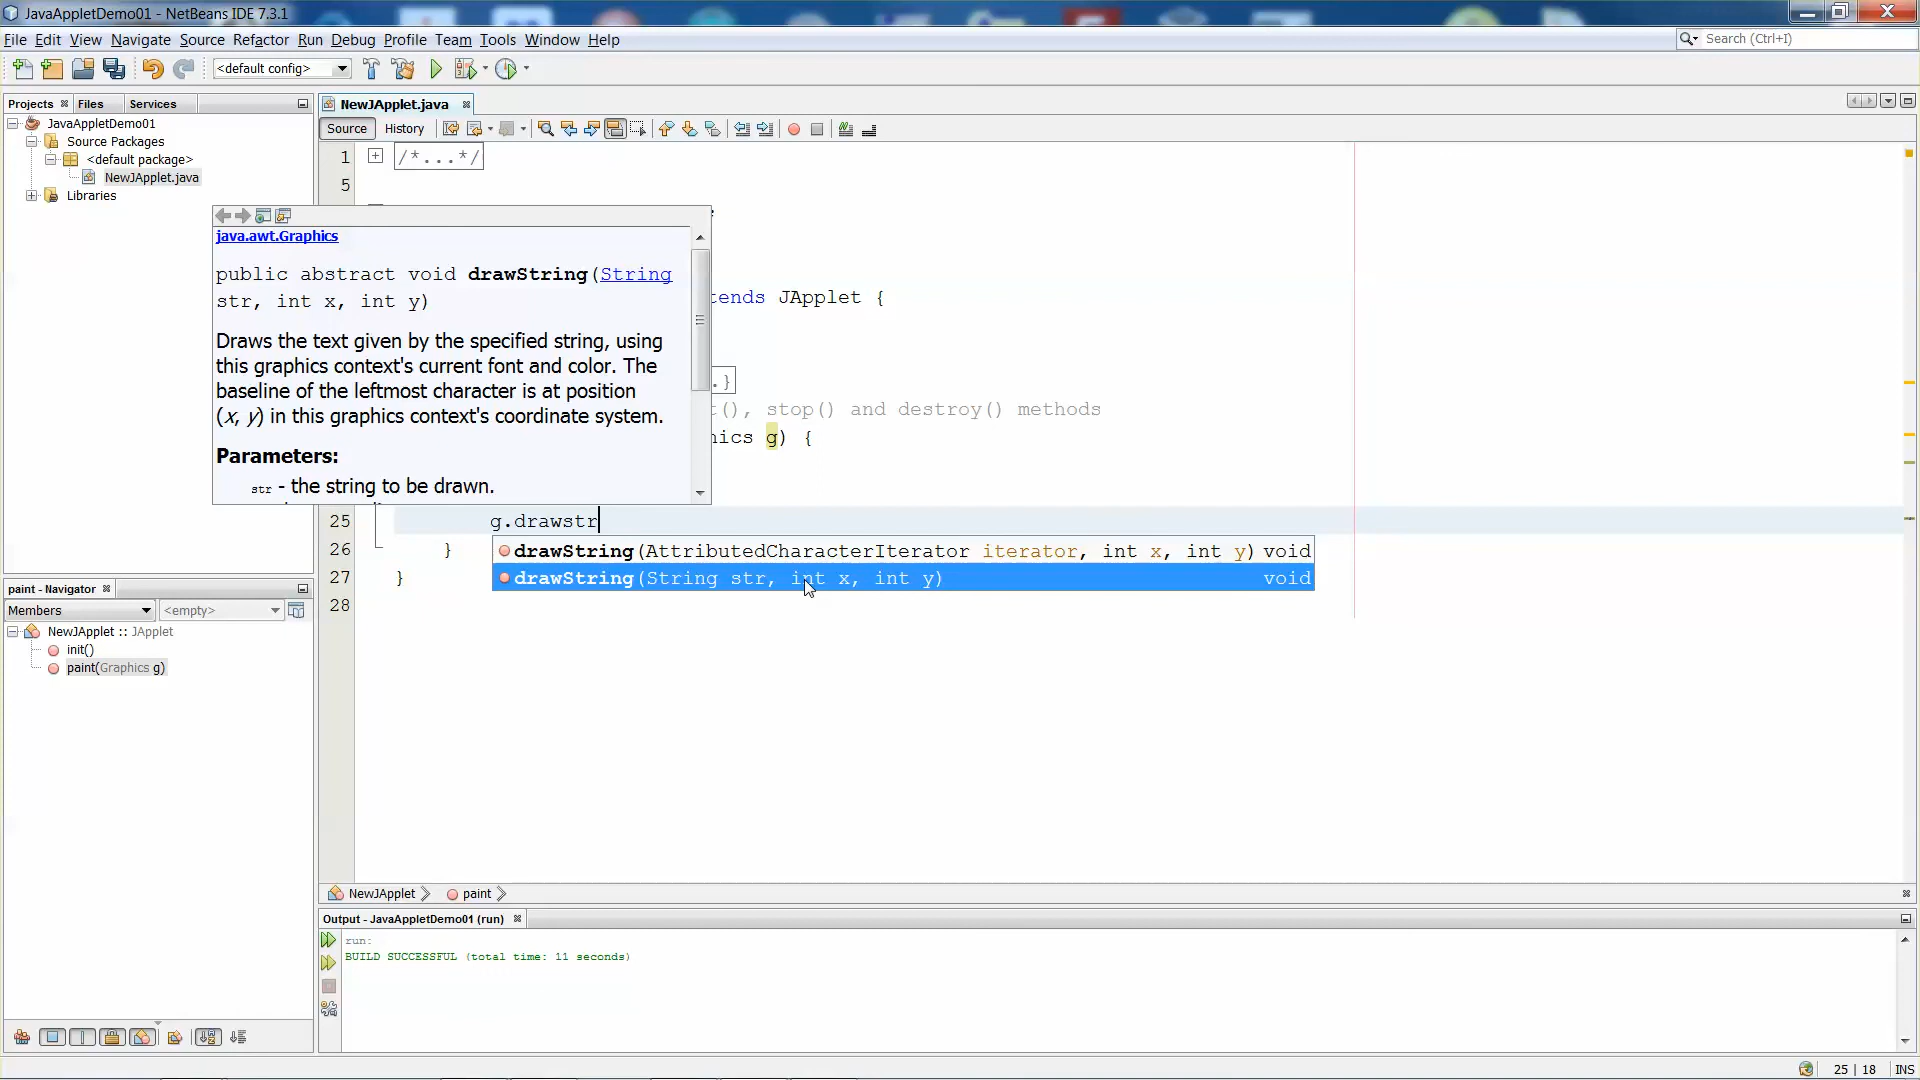 JavaAppletDemo01 - NetBeans IDE 7.3.1
File Edit View Navigate Source Refactor Run Debug Profile Team Tools Window Help
Search (Ctrl+I)
<default config>
Projects Files Services
NewJApplet.java
JavaAppletDemo01
Source Packages
<default package>
NewJApplet.java
Libraries
Source History
1 /*...*/
5
java.awt.Graphics
public abstract void drawString(String
str, int x, int y)
Draws the text given by the specified string, using
this graphics context's current font and color. The
baseline of the leftmost character is at position
(x, y) in this graphics context's coordinate system.
Parameters:
str - the string to be drawn.
tends JApplet {
.}
t(), stop() and destroy() methods
hics g) {
25 g.drawstr
26 }
27 }
28
drawString(AttributedCharacterIterator iterator, int x, int y) void
drawString(String str, int x, int y) void
paint - Navigator
Members <empty>
NewJApplet :: JApplet
init()
paint(Graphics g)
NewJApplet paint
Output - JavaAppletDemo01 (run)
run:
BUILD SUCCESSFUL (total time: 11 seconds)
25 | 18 INS